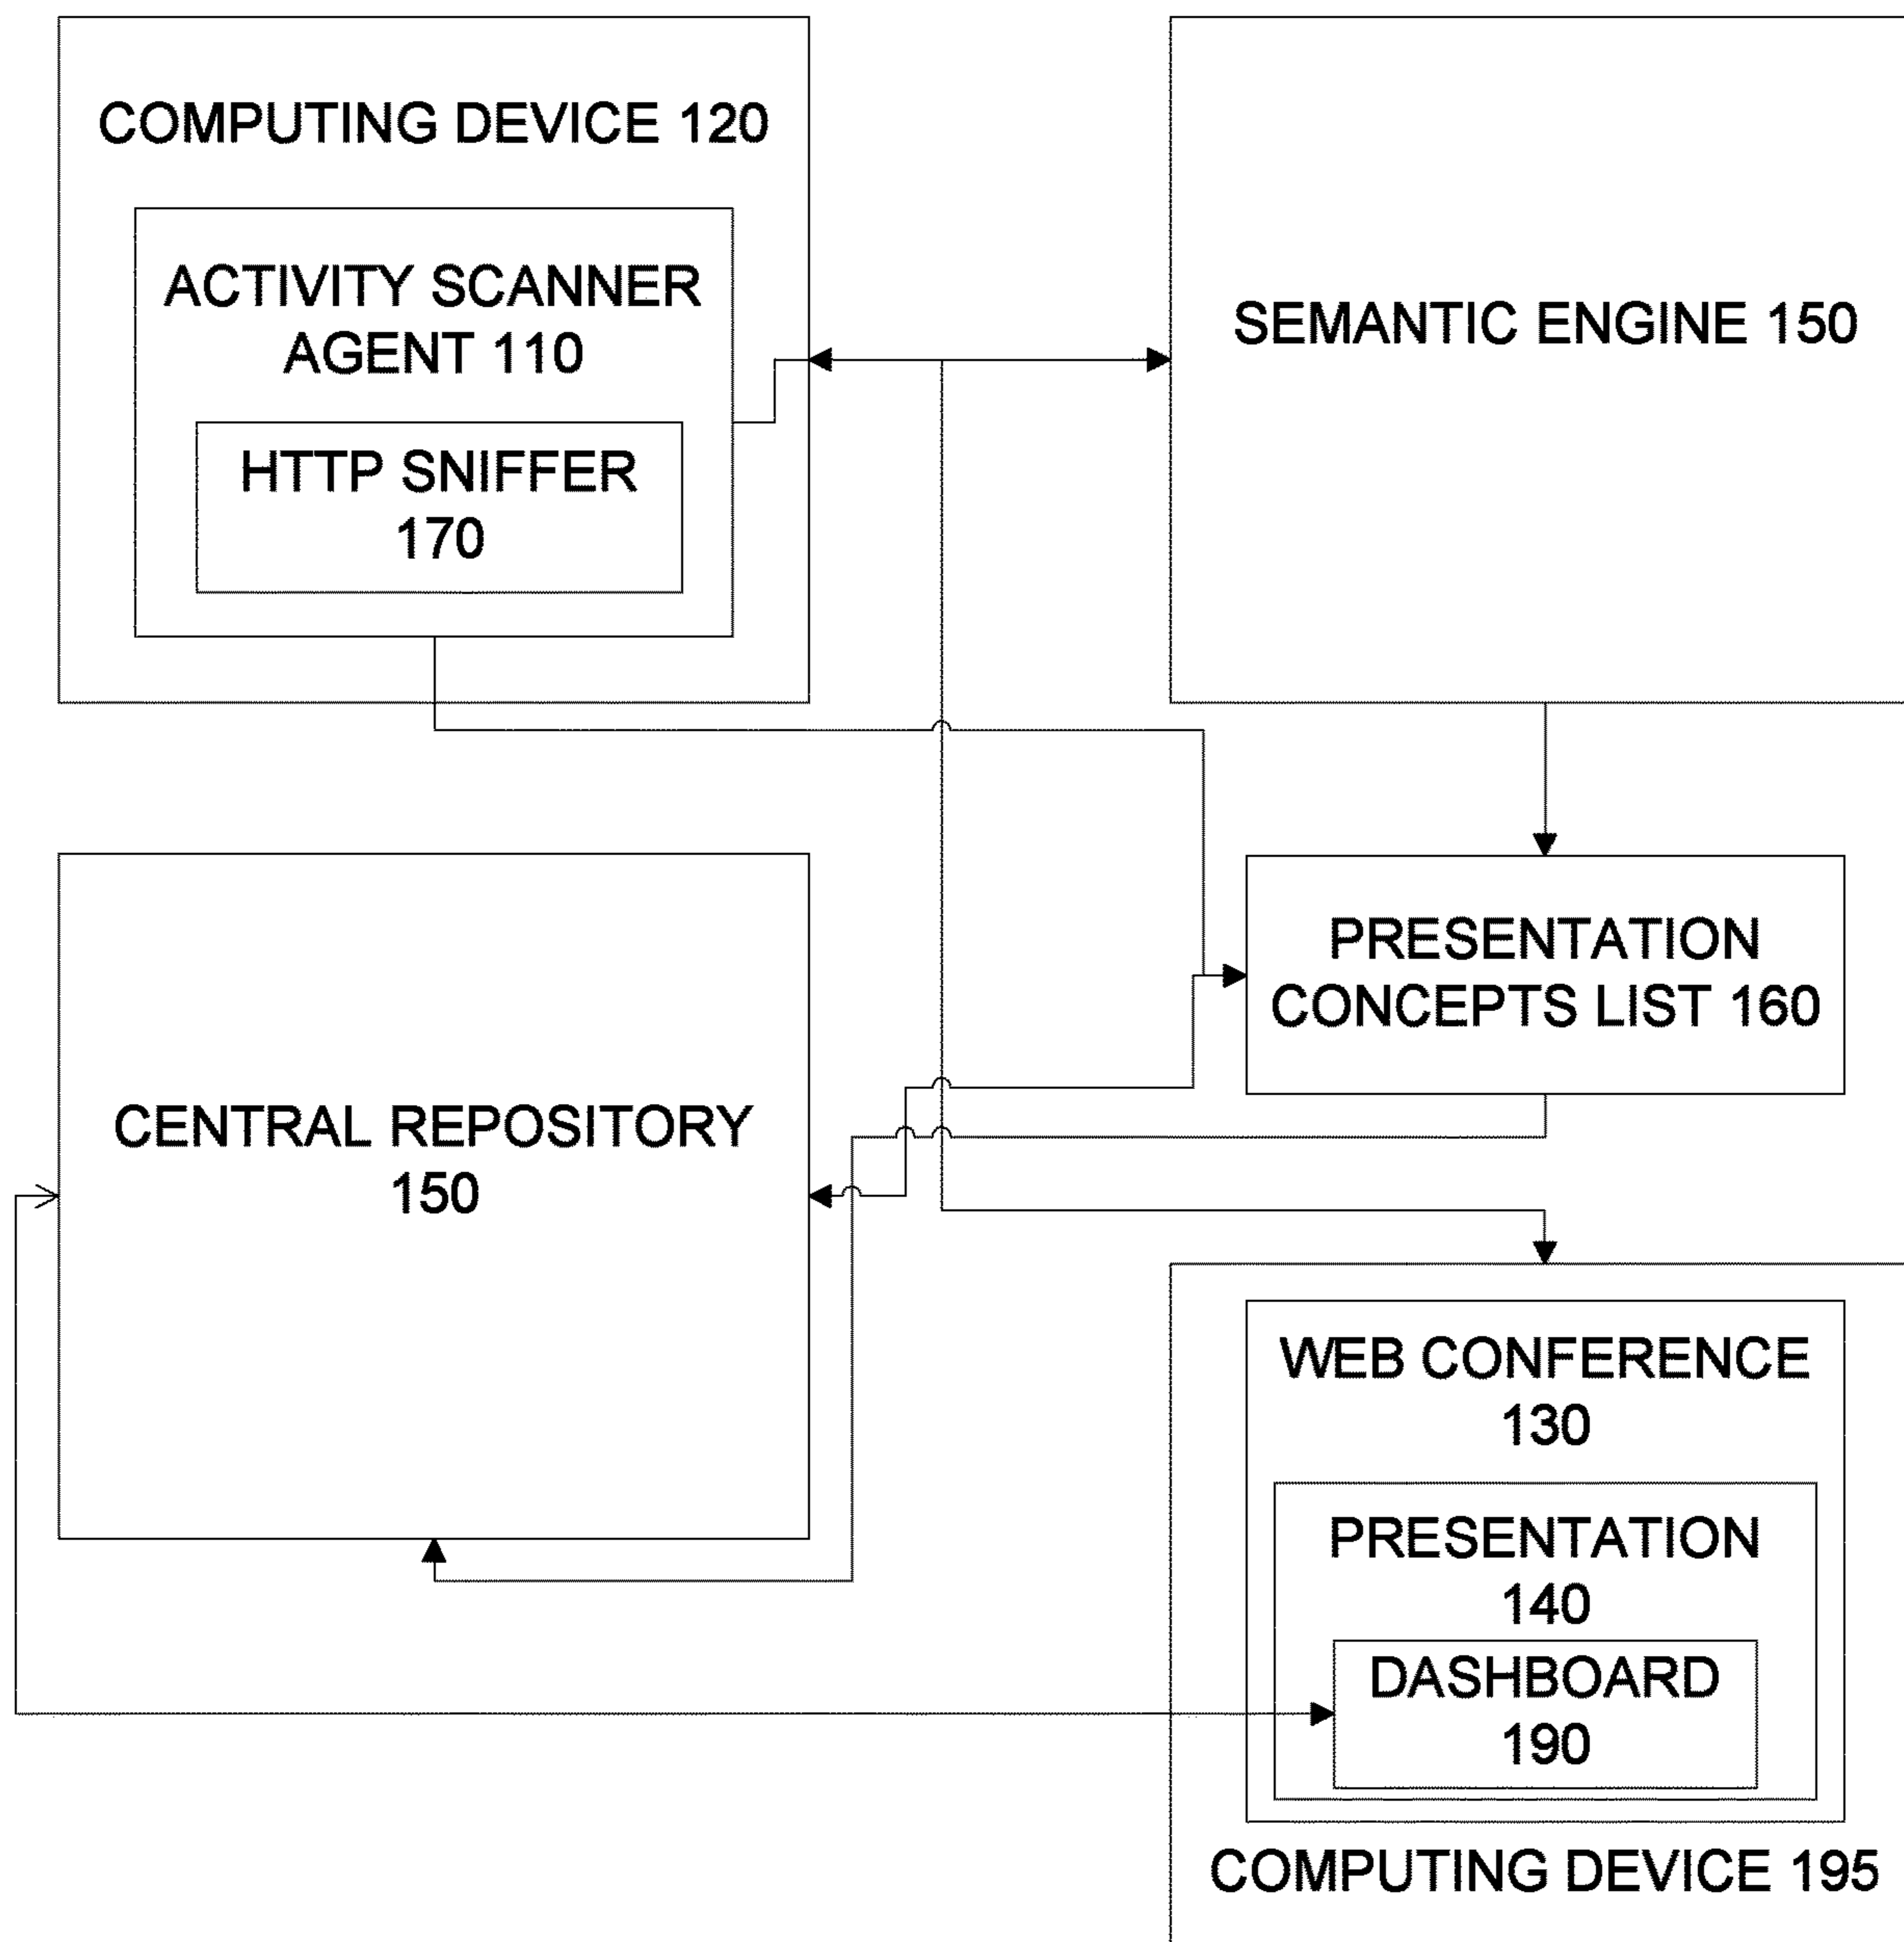 COMPUTING DEVICE 120
ACTIVITY SCANNER
AGENT 110
HTTP SNIFFER
170
SEMANTIC ENGINE 150
PRESENTATION
CONCEPTS LIST 160
CENTRAL REPOSITORY
150
WEB CONFERENCE
130
PRESENTATION
140
DASHBOARD
190
COMPUTING DEVICE 195